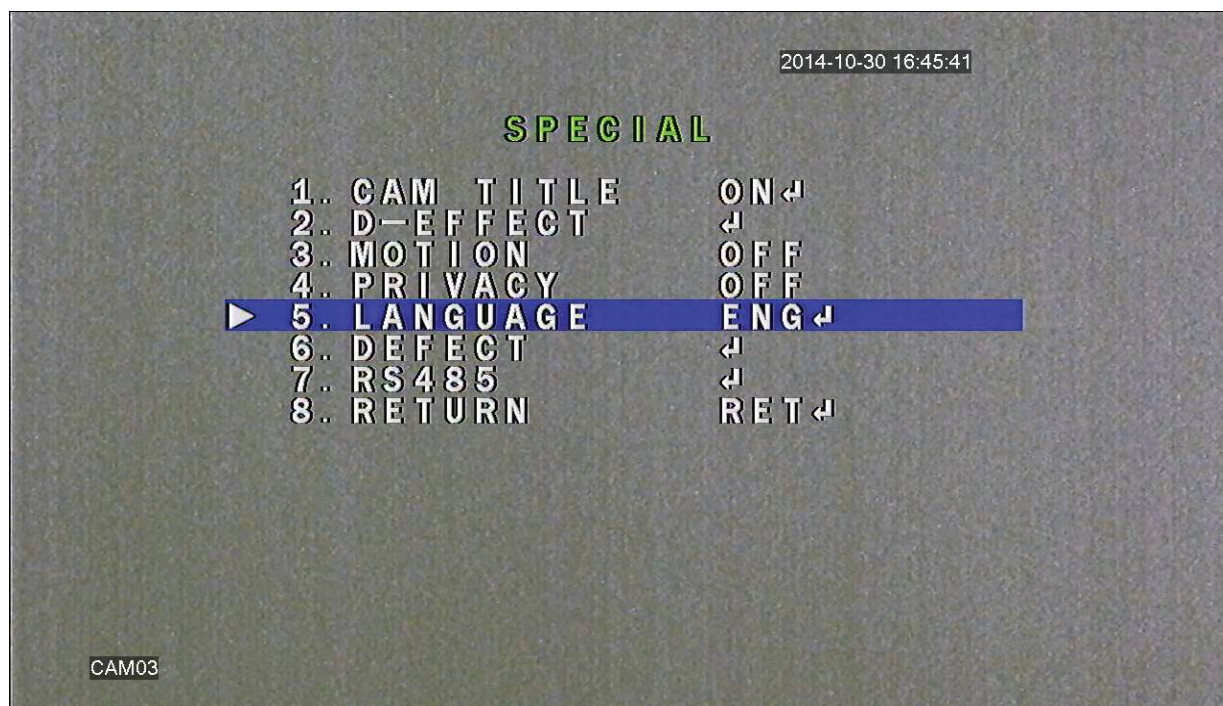 2014-10-30 16:45:41
SPECIAL
1. CAM TITLE ON↲
2. D-EFFECT ↲
3. MOTION OFF
4. PRIVACY OFF
5. LANGUAGE ENG↲
6. DEFECT ↲
7. RS485 ↲
8. RETURN RET↲
CAM03